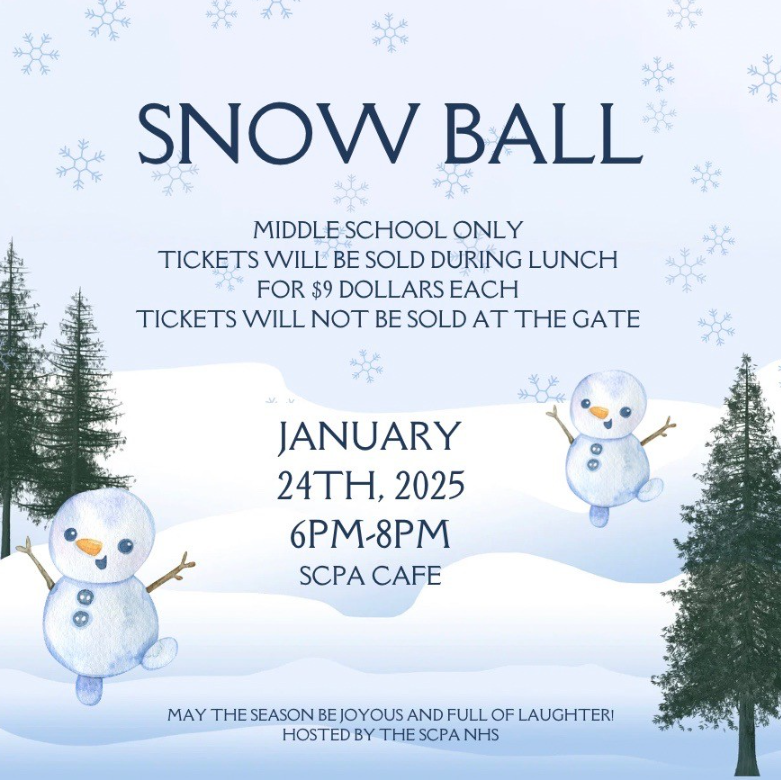 SNOW BALL
MIDDLE SCHOOL ONLY
TICKETS WILL BE SOLD DURING LUNCH
FOR $9 DOLLARS EACH
TICKETS WILL NOT BE SOLD AT THE GATE
JANUARY
24TH, 2025
6PM-8PM
SCPA CAFE
MAY THE SEASON BE JOYOUS AND FULL OF LAUGHTER!
HOSTED BY THE SCPA NHS